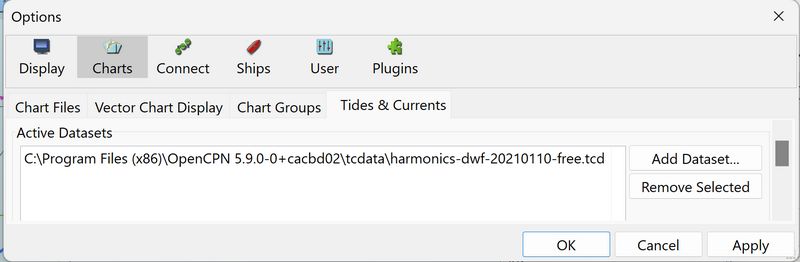 Options
Display Charts Connect Ships User Plugins
Chart Files Vector Chart Display Chart Groups Tides & Currents
Active Datasets
C:\Program Files (x86)\OpenCPN 5.9.0-0+cacbd02\tcdata\harmonics-dwf-20210110-free.tcd
Add Dataset...
Remove Selected
OK Cancel Apply